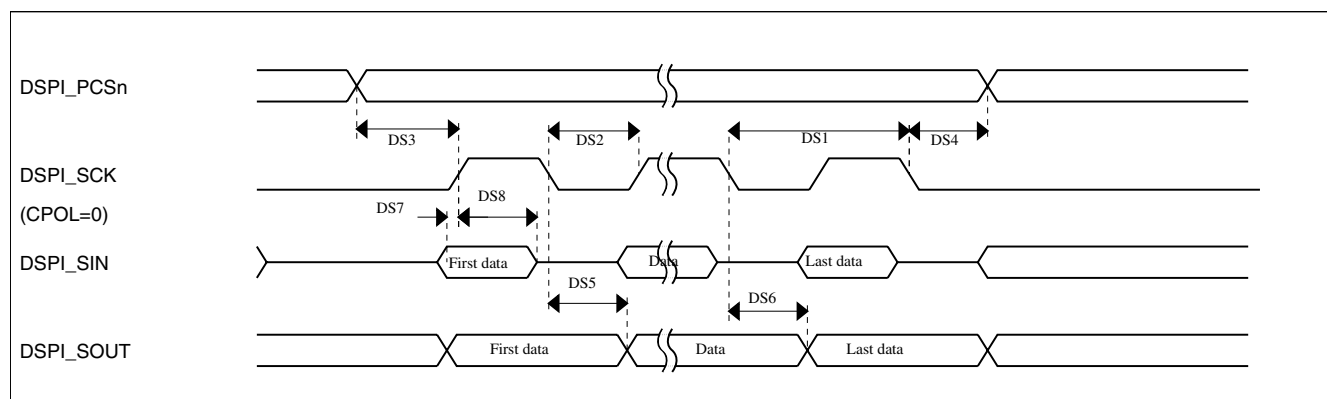 DSPI_PCSn
DS3
DS2
DS1
DS4
DSPI_SCK
DS7
DS8
(CPOL=0)
DSPI_SIN
First data
Data
Last data
DS5
DS6
DSPI_SOUT
First data
Data
Last data